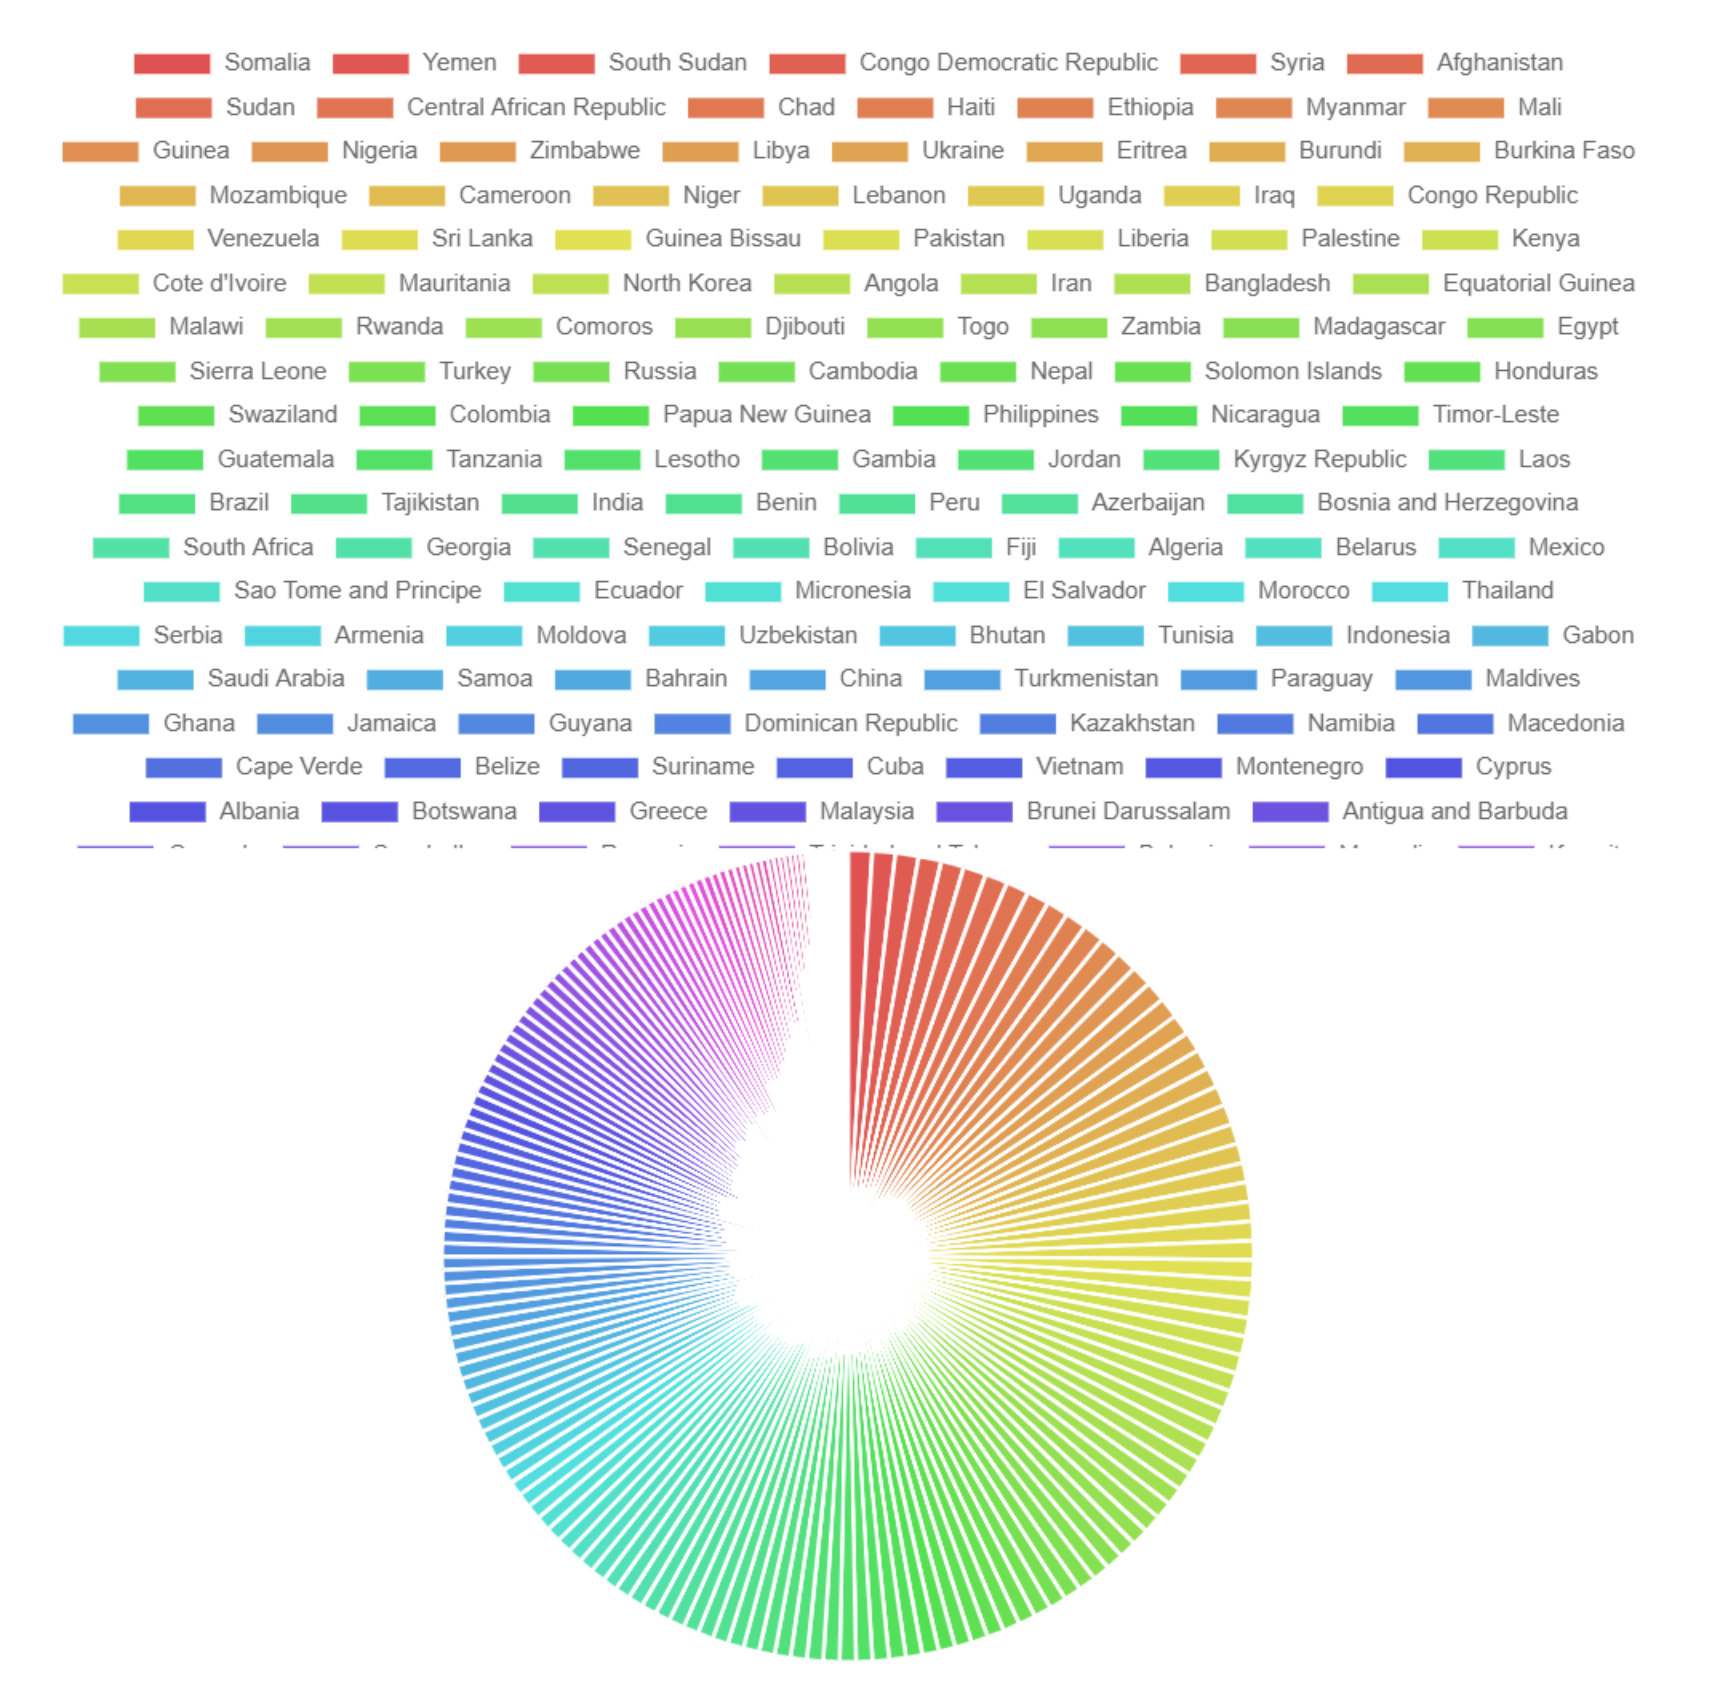 Somalia Yemen South Sudan Congo Democratic Republic Syria Afghanistan
Sudan Central African Republic Chad Haiti Ethiopia Myanmar Mali
Guinea Nigeria Zimbabwe Libya Ukraine Eritrea Burundi Burkina Faso
Mozambique Cameroon Niger Lebanon Uganda Iraq Congo Republic
Venezuela Sri Lanka Guinea Bissau Pakistan Liberia Palestine Kenya
Cote d'Ivoire Mauritania North Korea Angola Iran Bangladesh Equatorial Guinea
Malawi Rwanda Comoros Djibouti Togo Zambia Madagascar Egypt
Sierra Leone Turkey Russia Cambodia Nepal Solomon Islands Honduras
Swaziland Colombia Papua New Guinea Philippines Nicaragua Timor-Leste
Guatemala Tanzania Lesotho Gambia Jordan Kyrgyz Republic Laos
Brazil Tajikistan India Benin Peru Azerbaijan Bosnia and Herzegovina
South Africa Georgia Senegal Bolivia Fiji Algeria Belarus Mexico
Sao Tome and Principe Ecuador Micronesia El Salvador Morocco Thailand
Serbia Armenia Moldova Uzbekistan Bhutan Tunisia Indonesia Gabon
Saudi Arabia Samoa Bahrain China Turkmenistan Paraguay Maldives
Ghana Jamaica Guyana Dominican Republic Kazakhstan Namibia Macedonia
Cape Verde Belize Suriname Cuba Vietnam Montenegro Cyprus
Albania Botswana Greece Malaysia Brunei Darussalam Antigua and Barbuda